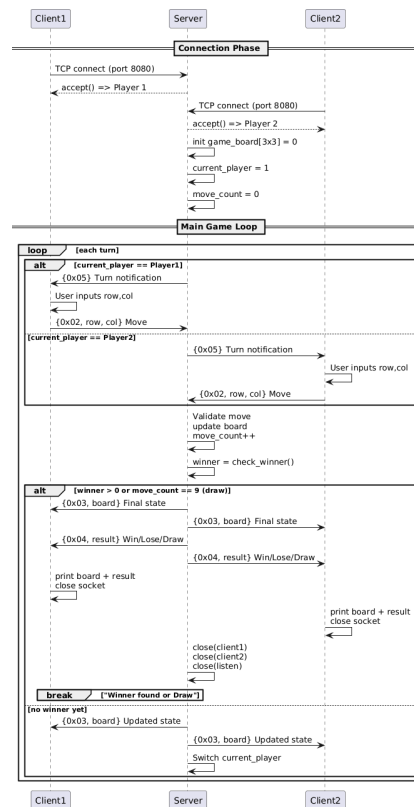 Client1 Server Client2
Connection Phase
TCP connect (port 8080)
accept() => Player 1
TCP connect (port 8080)
accept() => Player 2
init game_board[3x3] = 0
current_player = 1
move_count = 0
Main Game Loop
loop [each turn]
alt [current_player == Player1]
{0x05} Turn notification
User inputs row,col
{0x02, row, col} Move
[current_player == Player2]
{0x05} Turn notification
User inputs row,col
{0x02, row, col} Move
Validate move
update board
move_count++
winner = check_winner()
alt [winner > 0 or move_count == 9 (draw)]
{0x03, board} Final state
{0x03, board} Final state
{0x04, result} Win/Lose/Draw
{0x04, result} Win/Lose/Draw
print board + result
close socket
print board + result
close socket
close(client1)
close(client2)
close(listen)
break ["Winner found or Draw"]
[no winner yet]
{0x03, board} Updated state
{0x03, board} Updated state
Switch current_player
Client1 Server Client2